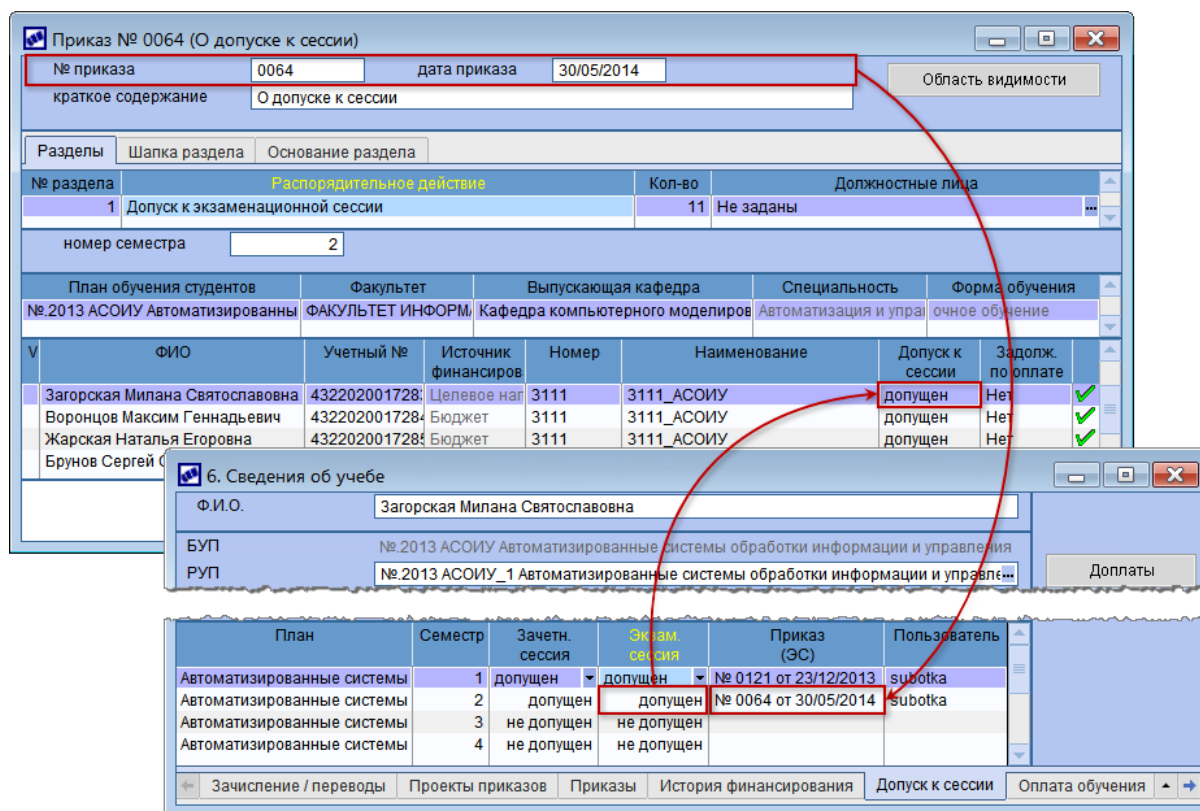 Приказ № 0064 (О допуске к сессии)
№ приказа 0064 дата приказа 30/05/2014 Область видимости
краткое содержание О допуске к сессии
Разделы Шапка раздела Основание раздела
№ раздела Распорядительное действие Кол-во Должностные лица
1 Допуск к экзаменационной сессии 11 Не заданы ...
номер семестра 2
План обучения студентов Факультет Выпускающая кафедра Специальность Форма обучения
№.2013 АСОИУ Автоматизированны ФАКУЛЬТЕТ ИНФОРМА Кафедра компьютерного моделиров Автоматизация и управ очное обучение
V ФИО Учетный № Источник Номер Наименование Допуск к Задолж.
финансиров сессии по оплате
Загорская Милана Святославовна 4322020017283 Целевое нап 3111 3111_АСОИУ допущен Нет
Воронцов Максим Геннадьевич 4322020017284 Бюджет 3111 3111_АСОИУ допущен Нет
Жарская Наталья Егоровна 4322020017285 Бюджет 3111 3111_АСОИУ допущен Нет
Брунов Сергей
6. Сведения об учебе
Ф.И.О. Загорская Милана Святославовна
БУП №.2013 АСОИУ Автоматизированные системы обработки информации и управления
РУП №.2013 АСОИУ_1 Автоматизированные системы обработки информации и управле... Доплаты
План Семестр Зачетн. Экзам. Приказ Пользователь
сессия сессия (ЭС)
Автоматизированные системы 1 допущен допущен № 0121 от 23/12/2013 subotka
Автоматизированные системы 2 допущен допущен № 0064 от 30/05/2014 subotka
Автоматизированные системы 3 не допущен не допущен
Автоматизированные системы 4 не допущен не допущен
Зачисление / переводы Проекты приказов Приказы История финансирования Допуск к сессии Оплата обучения